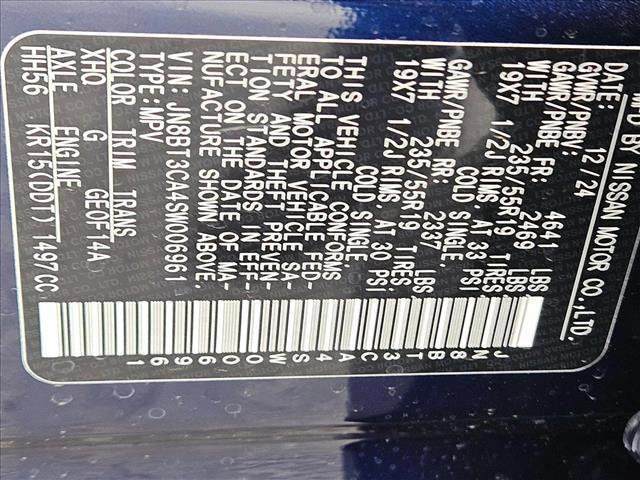 MFD BY NISSAN MOTOR CO.,LTD.
DATE: 12/24
GVWR/PNBV: 4641 LBS
GAWR/PNBE FR: 2469 LBS
WITH 235/55R19 TIRES
19X7 1/2J RIMS AT 33 PSI
COLD SINGLE,
GAWR/PNBE RR: 2337 LBS,
WITH 235/55R19 TIRES
19X7 1/2J RIMS AT 30 PSI
COLD SINGLE
THIS VEHICLE CONFORMS
TO ALL APPLICABLE FED-
ERAL MOTOR VEHICLE SA-
FETY AND THEFT PREVEN-
TION STANDARDS IN EFF-
ECT ON THE DATE OF MA-
NUFACTURE SHOWN ABOVE.
VIN: JN8BT3CA4SW006961
TYPE: MPV
COLOR TRIM TRANS
XHQ G GE0F14A
AXLE ENGINE
HH56 KR15(DDT) 1497CC
JN8BT3CA4SW006961